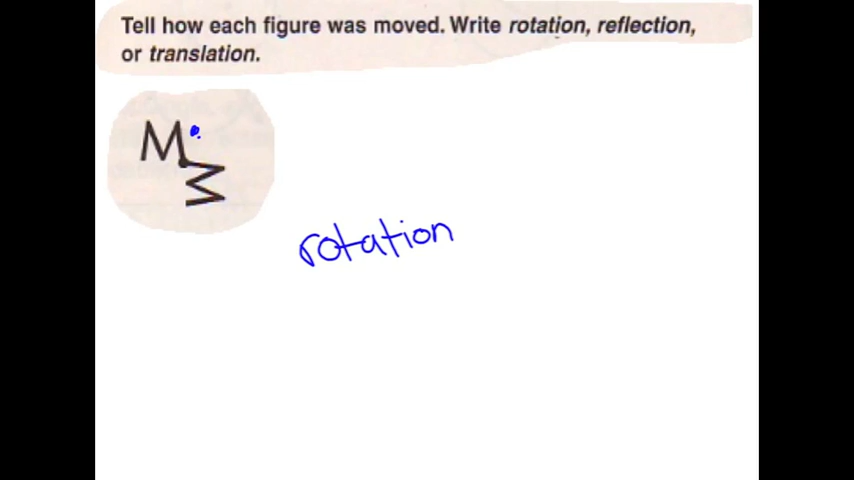 Tell how each figure was moved. Write rotation, reflection,
or translation.
M
M
rotation